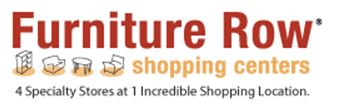 Furniture Row®
shopping centers
4 Specialty Stores at 1 Incredible Shopping Location.